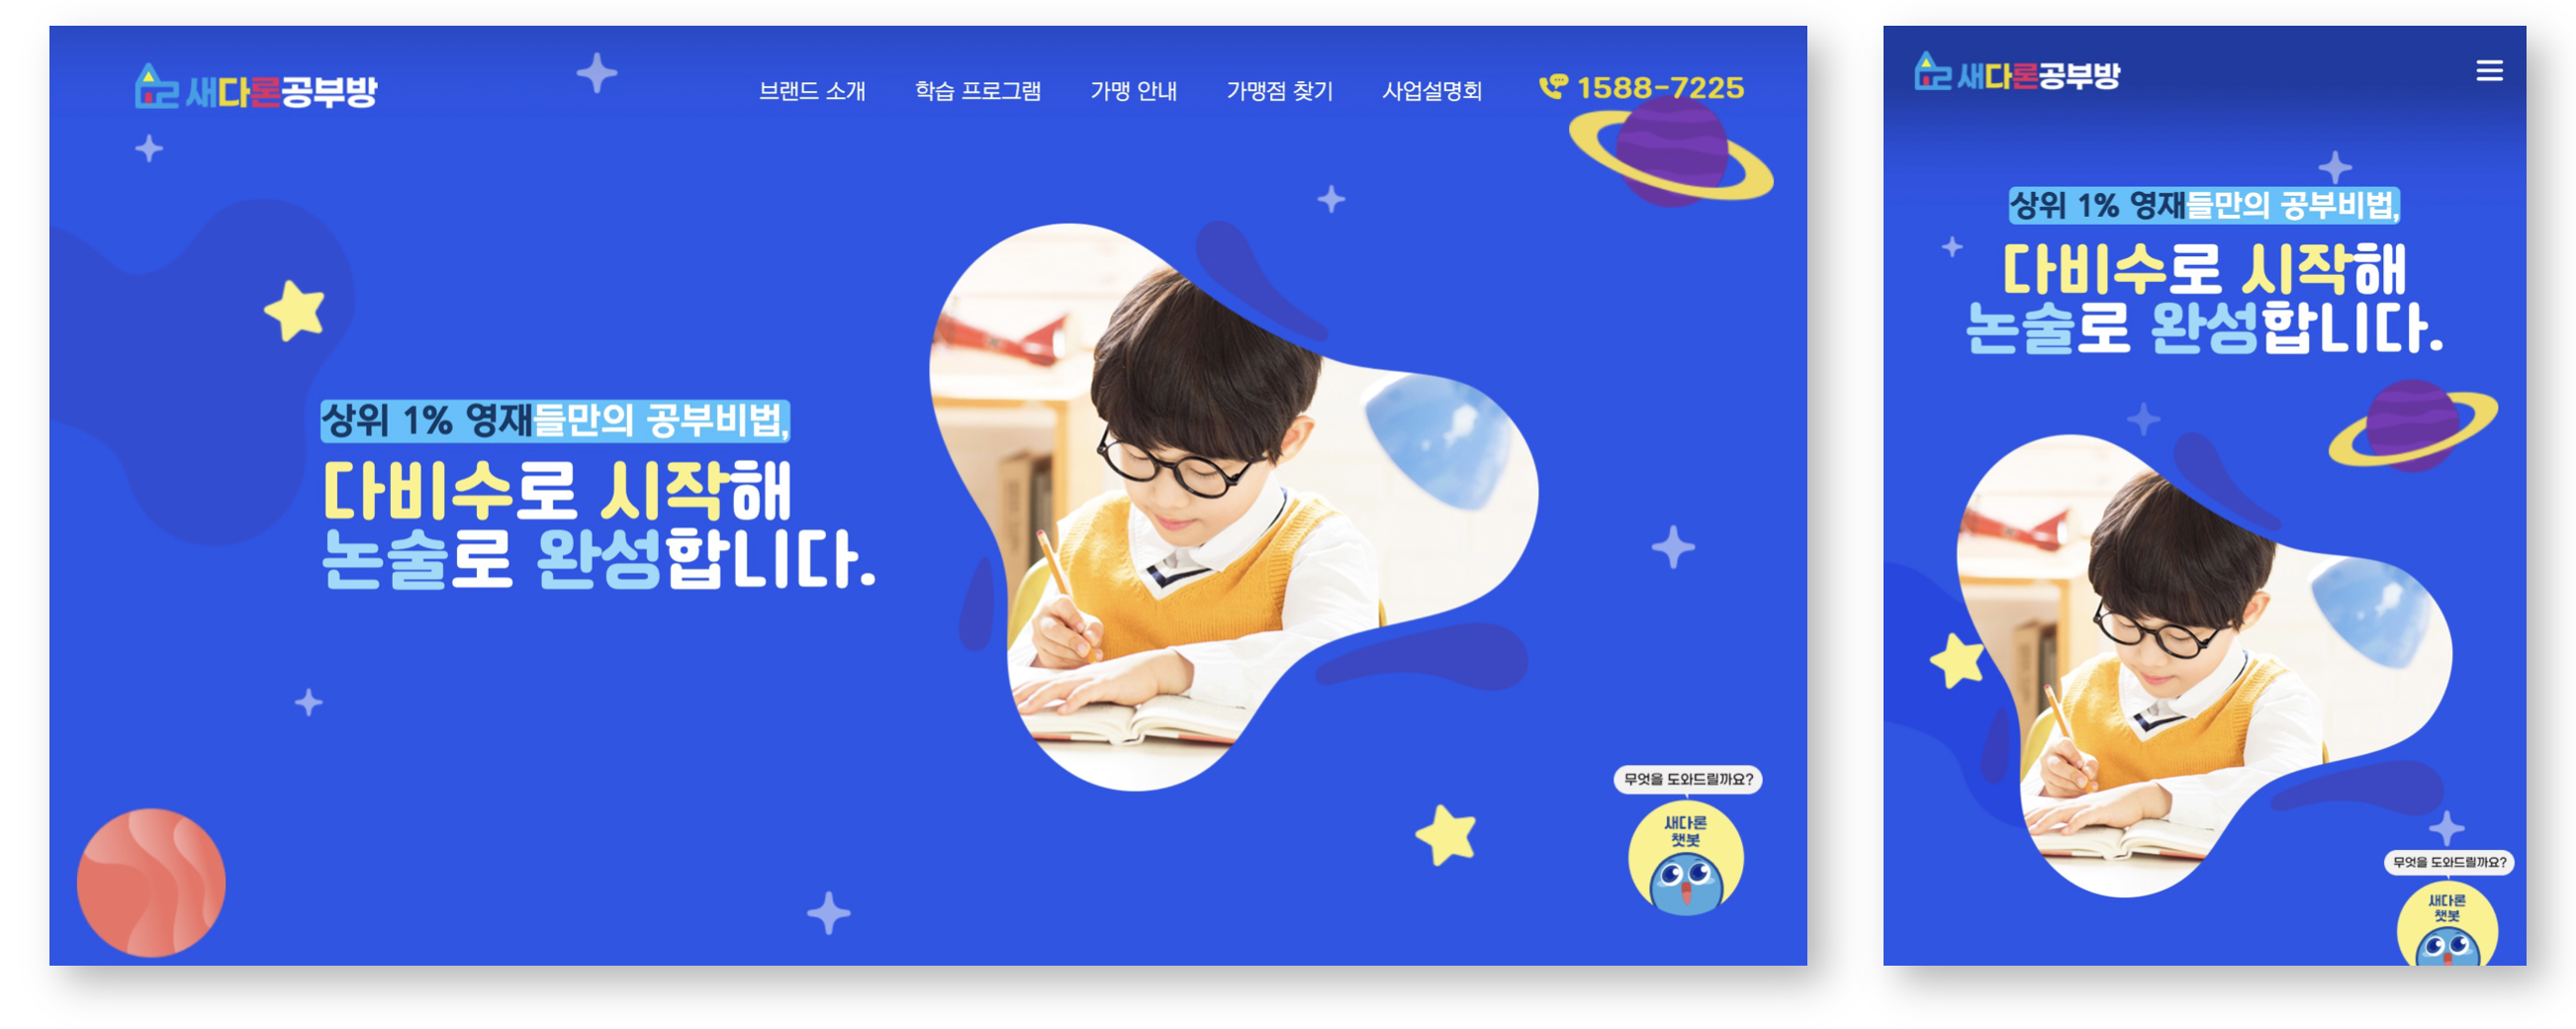 새다론공부방
브랜드 소개
학습 프로그램
가맹 안내
가맹점 찾기
사업설명회
1588-7225
상위 1% 영재들만의 공부비법,
다비수로 시작해
논술로 완성합니다.
무엇을 도와드릴까요?
새다론
챗봇
새다론공부방
상위 1% 영재들만의 공부비법,
다비수로 시작해
논술로 완성합니다.
무엇을 도와드릴까요?
새다론
챗봇